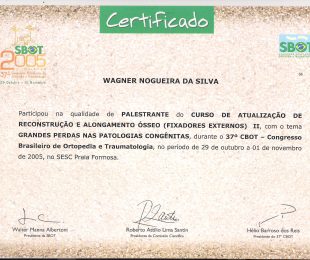 Certificado
SBOT
2005
SBOT
WAGNER NOGUEIRA DA SILVA
Participou na qualidade de PALESTRANTE do CURSO DE ATUALIZAÇÃO DE
RECONSTRUÇÃO E ALONGAMENTO ÓSSEO (FIXADORES EXTERNOS) II, com o tema
GRANDES PERDAS NAS PATOLOGIAS CONGÊNITAS, durante o 37º CBOT – Congresso
Brasileiro de Ortopedia e Traumatologia, no período de 29 de outubro a 01 de novembro
de 2005, no SESC Praia Formosa.
Walter Manna Albertoni
Presidente da SBOT
Roberto Attilio Lima Santin
Presidente da Comissão Científica
Hélio Barroso dos Reis
Presidente do 37º CBOT